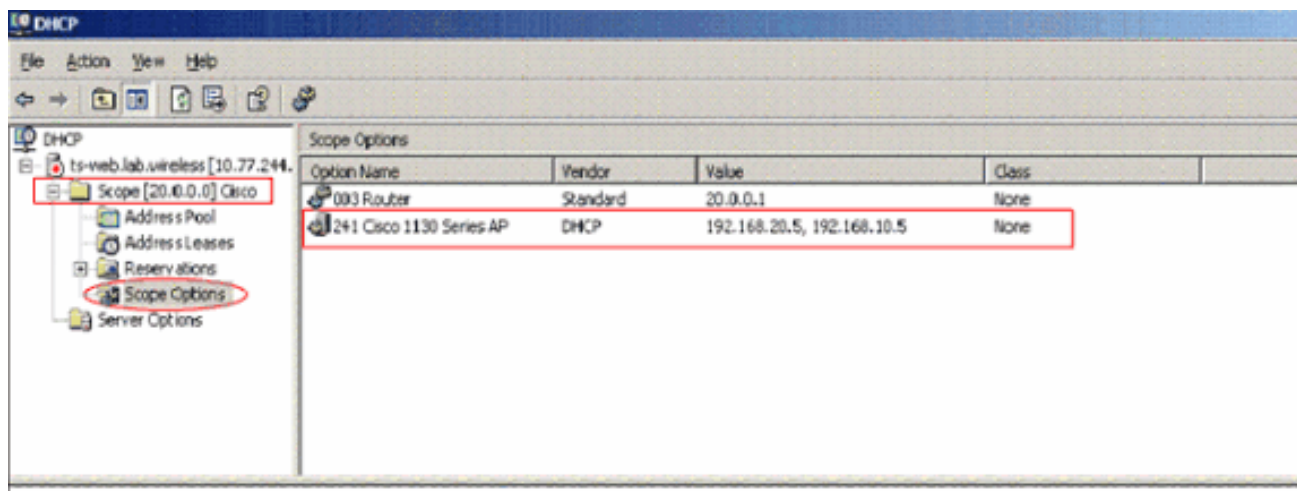 DHCP
File Action View Help
DHCP
ts-web.lab.wireless [10.77.244.
Scope [20.0.0.0] Cisco
Address Pool
Address Leases
Reservations
Scope Options
Server Options
Scope Options
Option Name Vendor Value Class
003 Router Standard 20.0.0.1 None
241 Cisco 1130 Series AP DHCP 192.168.20.5, 192.168.10.5 None